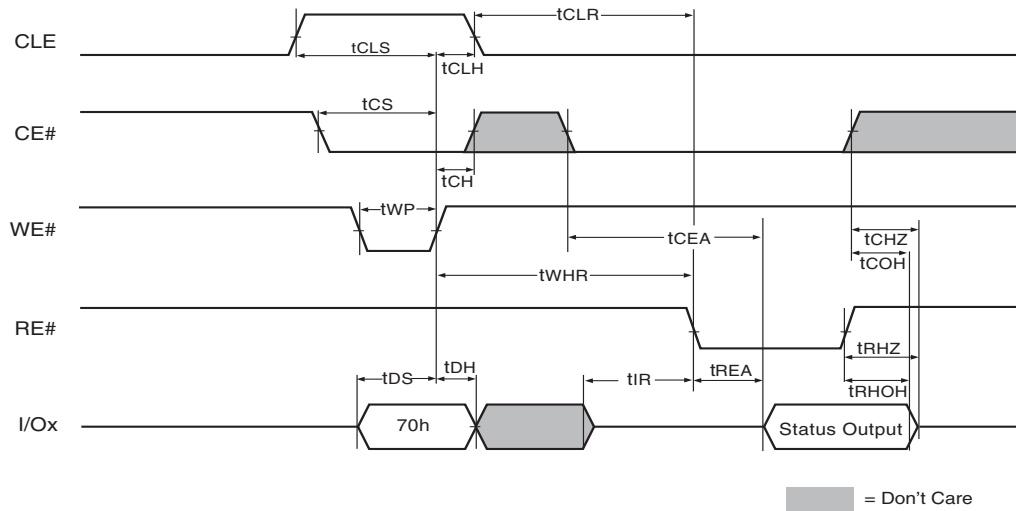 tCLR
CLE
tCLS
tCLH
tCS
CE#
tCH
tWP
WE#
tCEA
tCHZ
tCOH
tWHR
RE#
tRHZ
tDS
tDH
tIR
tREA
tRHOH
I/Ox
70h
Status Output
= Don't Care